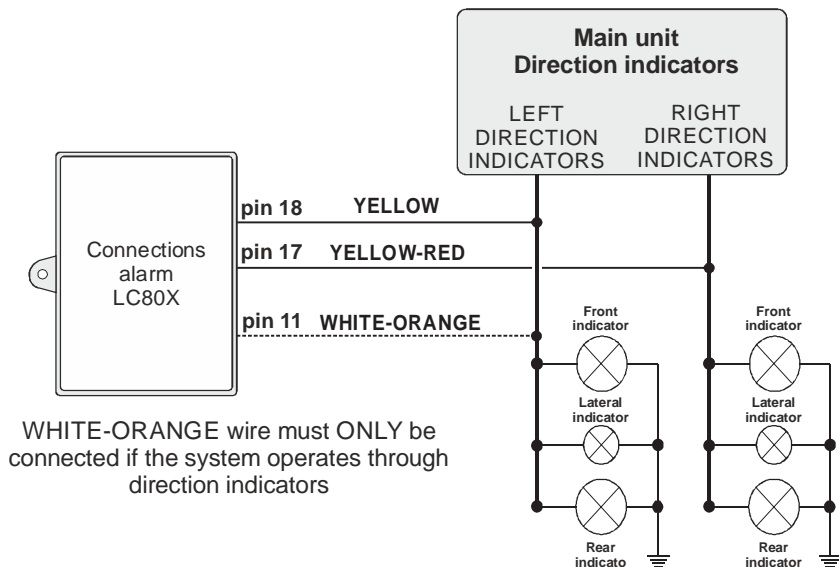 Main unit
Direction indicators
LEFT
DIRECTION
INDICATORS
RIGHT
DIRECTION
INDICATORS
pin 18 YELLOW
pin 17 YELLOW-RED
pin 11 WHITE-ORANGE
Connections
alarm
LC80X
WHITE-ORANGE wire must ONLY be
connected if the system operates through
direction indicators
Front
indicator
Lateral
indicator
Rear
indicato
Front
indicator
Lateral
indicator
Rear
indicato